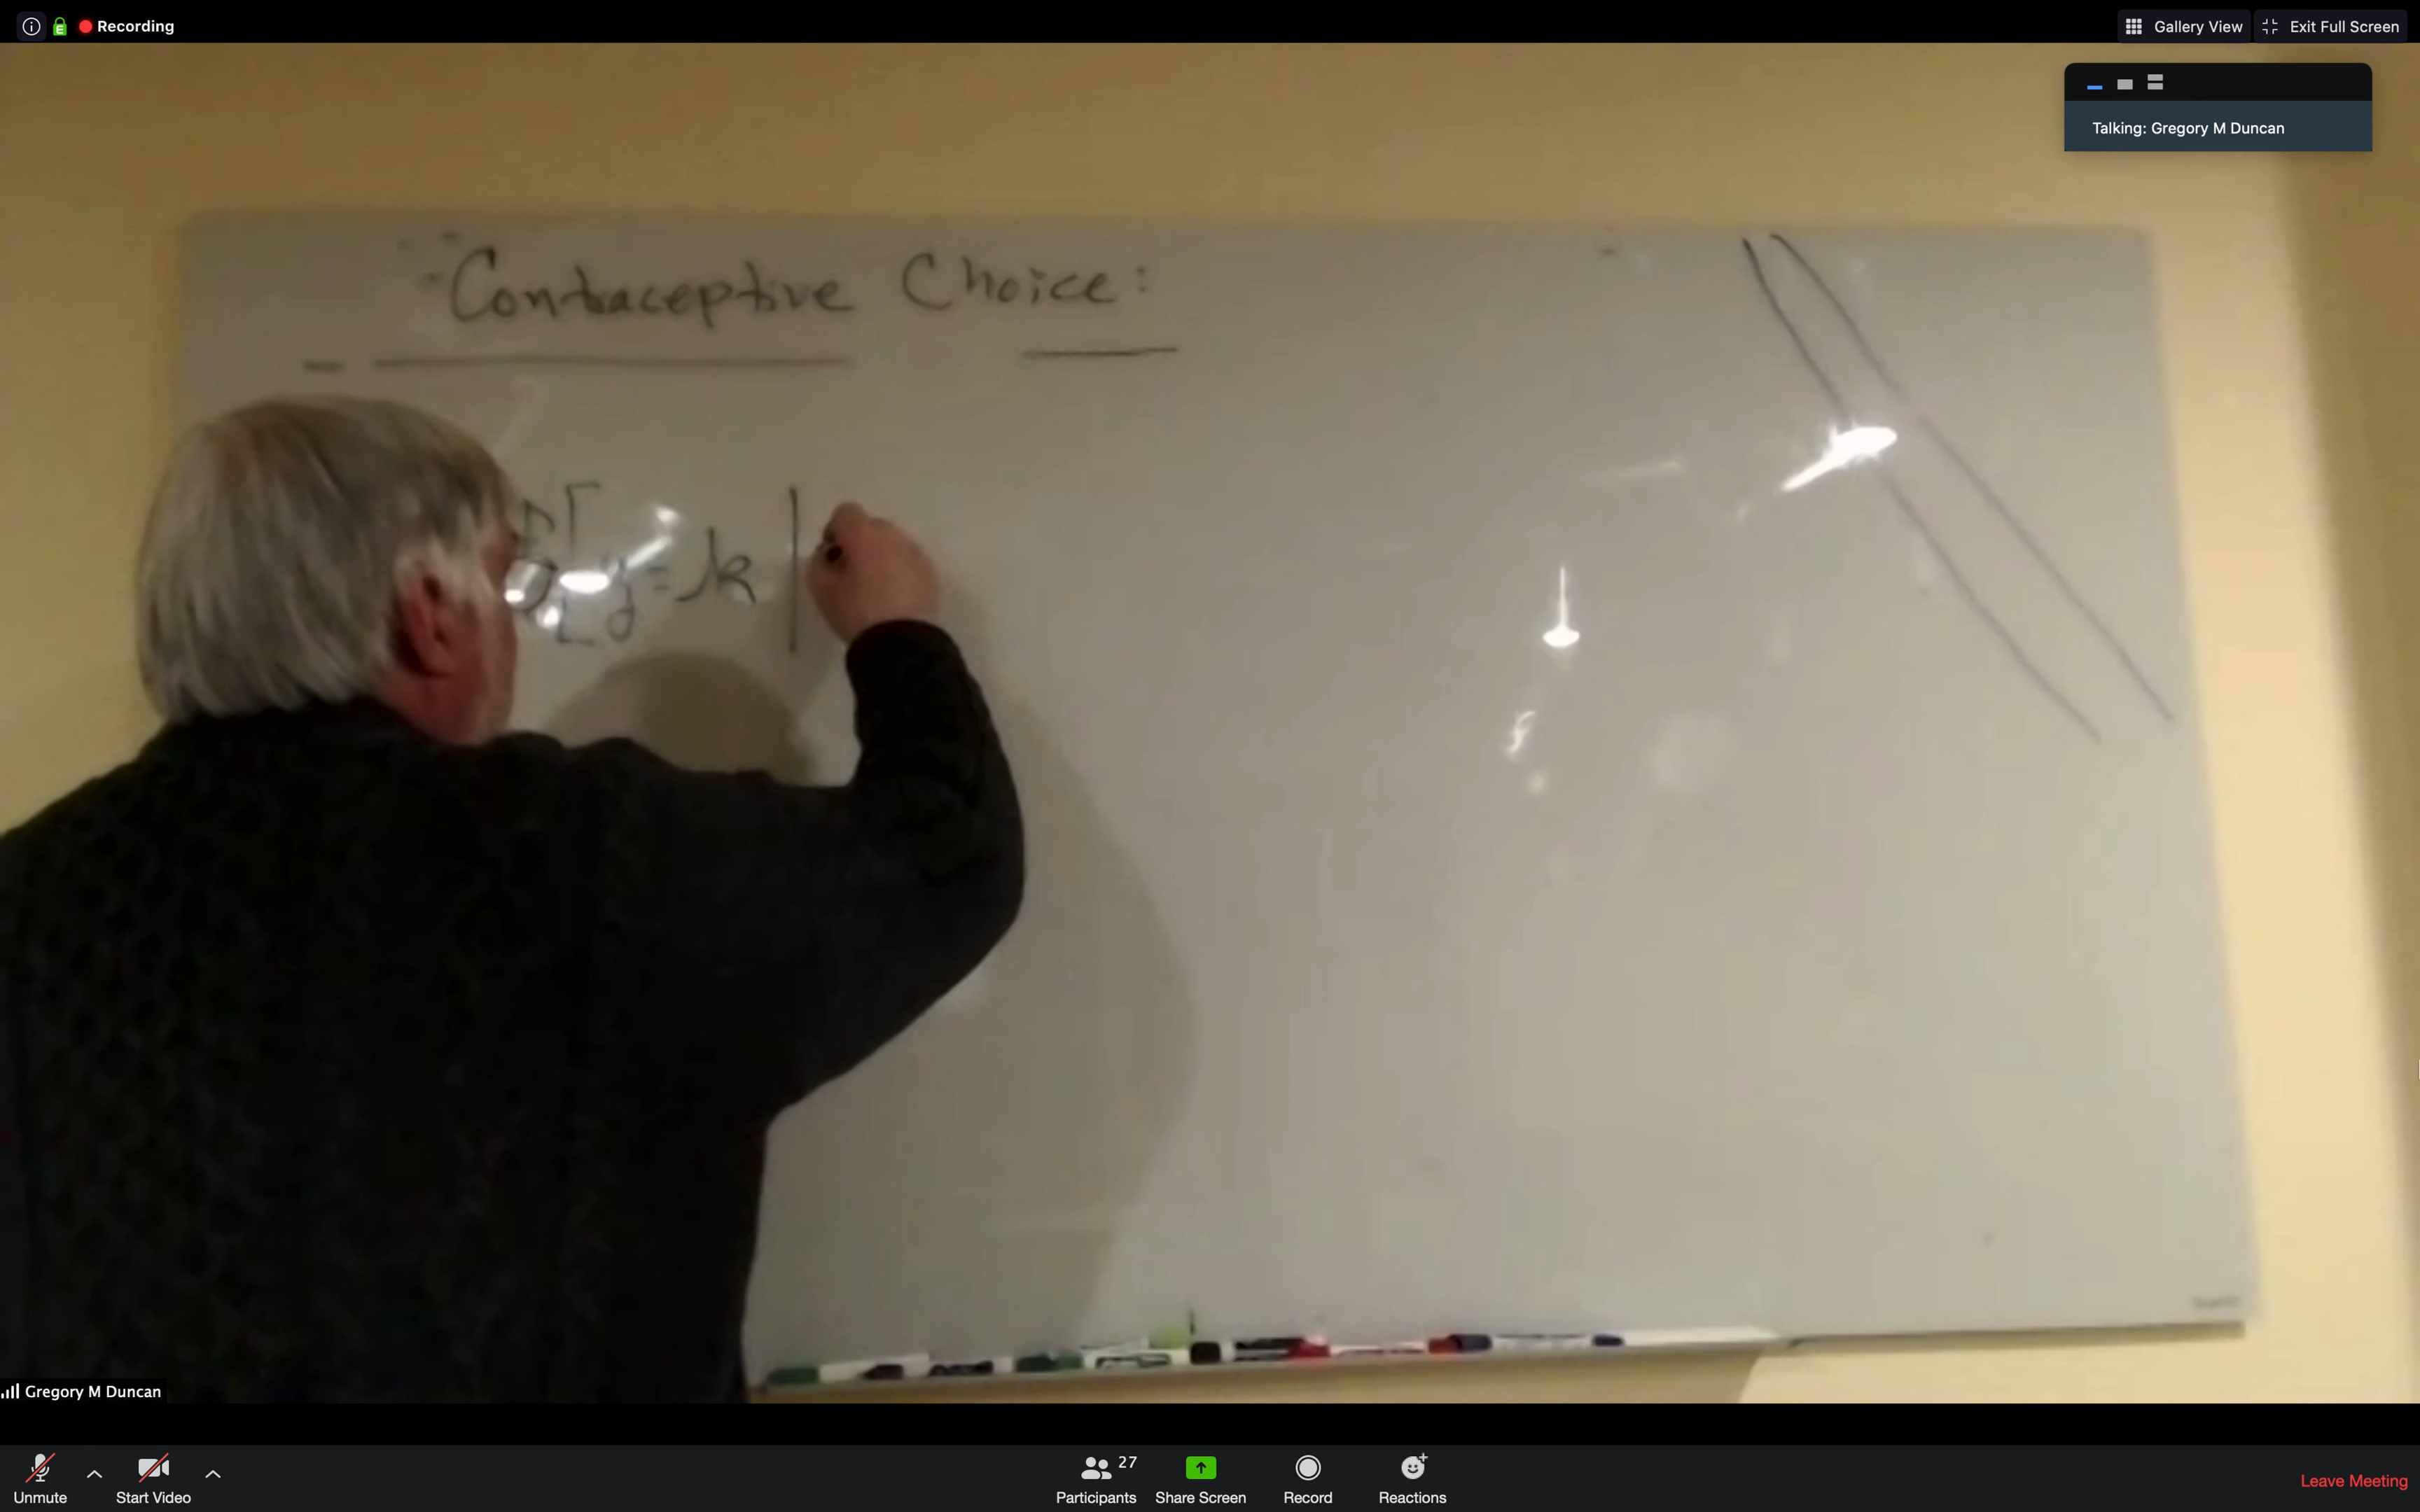 Recording
Gallery View
Exit Full Screen
Talking: Gregory M Duncan
Contraceptive Choice:
[y = k |
Gregory M Duncan
Unmute
Start Video
27
Participants
Share Screen
Record
Reactions
Leave Meeting